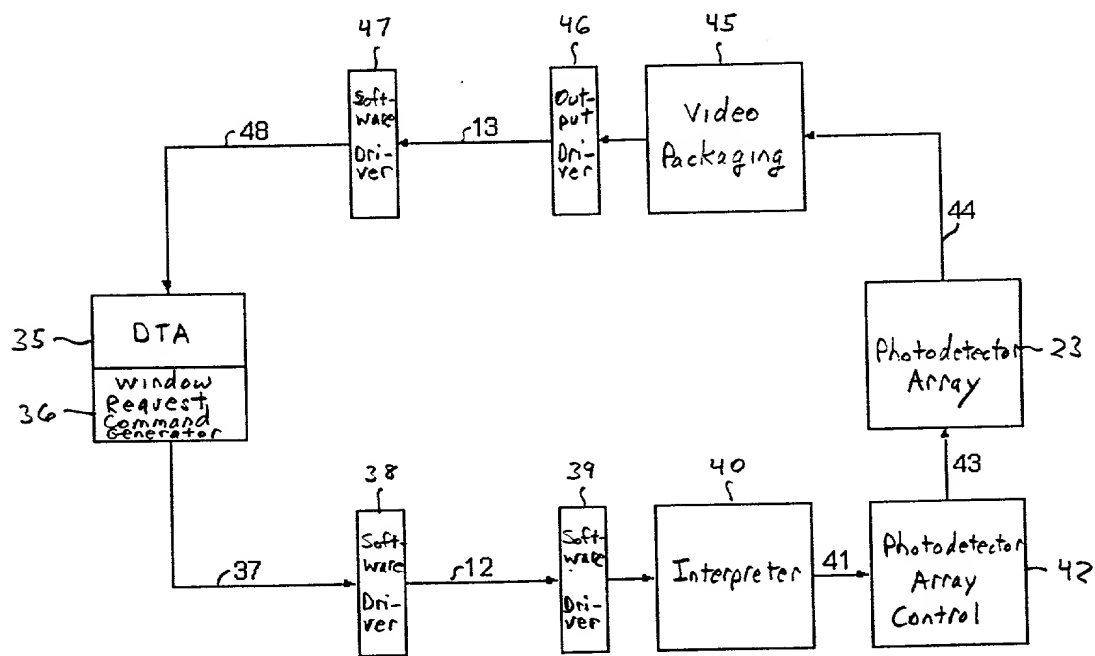 47
46
45
Soft-
ware
Dri-
ver
Out-
put
Dri-
ver
Video
Packaging
48
13
44
35
DTA
36
Window
Request
Command
Generator
Photodetector
Array
23
43
38
39
40
37
Soft-
ware
Dri-
ver
12
Soft-
ware
Dri-
ver
Interpreter
41
Photodetector
Array
Control
42